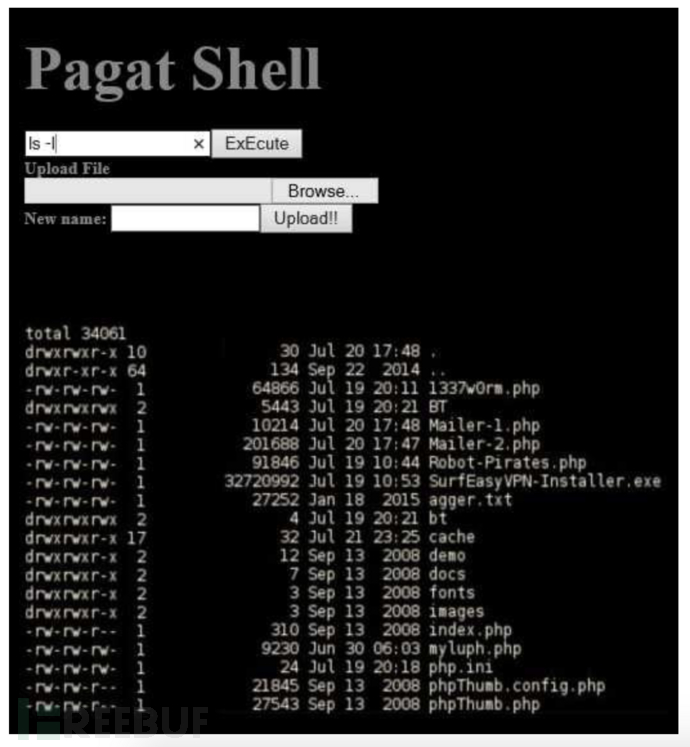 Pagat Shell
ls -l × ExEcute
Upload File
Browse...
New name: Upload!!
total 34061
drwxrwxr-x 10 30 Jul 20 17:48 .
drwxr-xr-x 64 134 Sep 22 2014 ..
-rw-rw-rw- 1 64866 Jul 19 20:11 1337w0rm.php
drwxrwxrwx 2 5443 Jul 19 20:21 BT
-rw-rw-rw- 1 10214 Jul 20 17:48 Mailer-1.php
-rw-rw-rw- 1 201688 Jul 20 17:47 Mailer-2.php
-rw-rw-rw- 1 91846 Jul 19 10:44 Robot-Pirates.php
-rw-rw-rw- 1 32720992 Jul 19 10:53 SurfEasyVPN-Installer.exe
-rw-rw-rw- 1 27252 Jan 18 2015 agger.txt
drwxrwxrwx 2 4 Jul 19 20:21 bt
drwxrwxr-x 17 32 Jul 21 23:25 cache
drwxrwxr-x 2 12 Sep 13 2008 demo
drwxrwxr-x 2 7 Sep 13 2008 docs
drwxrwxr-x 2 3 Sep 13 2008 fonts
drwxrwxr-x 2 3 Sep 13 2008 images
-rw-rw-r-- 1 310 Sep 13 2008 index.php
-rw-rw-rw- 1 9230 Jun 30 06:03 myluph.php
-rw-rw-rw- 1 24 Jul 19 20:18 php.ini
-rw-rw-r-- 1 21845 Sep 13 2008 phpThumb.config.php
-rw-rw-r-- 1 27543 Sep 13 2008 phpThumb.php
FREEBUF